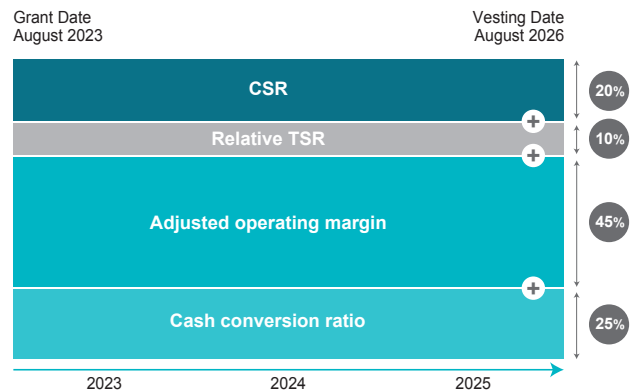 Grant Date
August 2023
Vesting Date
August 2026
CSR
20%
+
Relative TSR
10%
+
Adjusted operating margin
45%
+
Cash conversion ratio
25%
2023
2024
2025